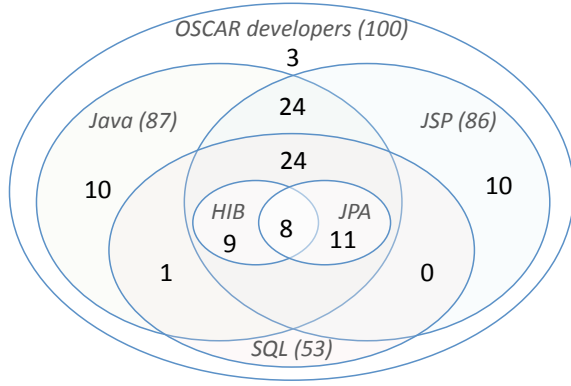 OSCAR developers (100)
3
Java (87)
24
JSP (86)
24
10
10
HIB
JPA
9
8
11
1
0
SQL (53)